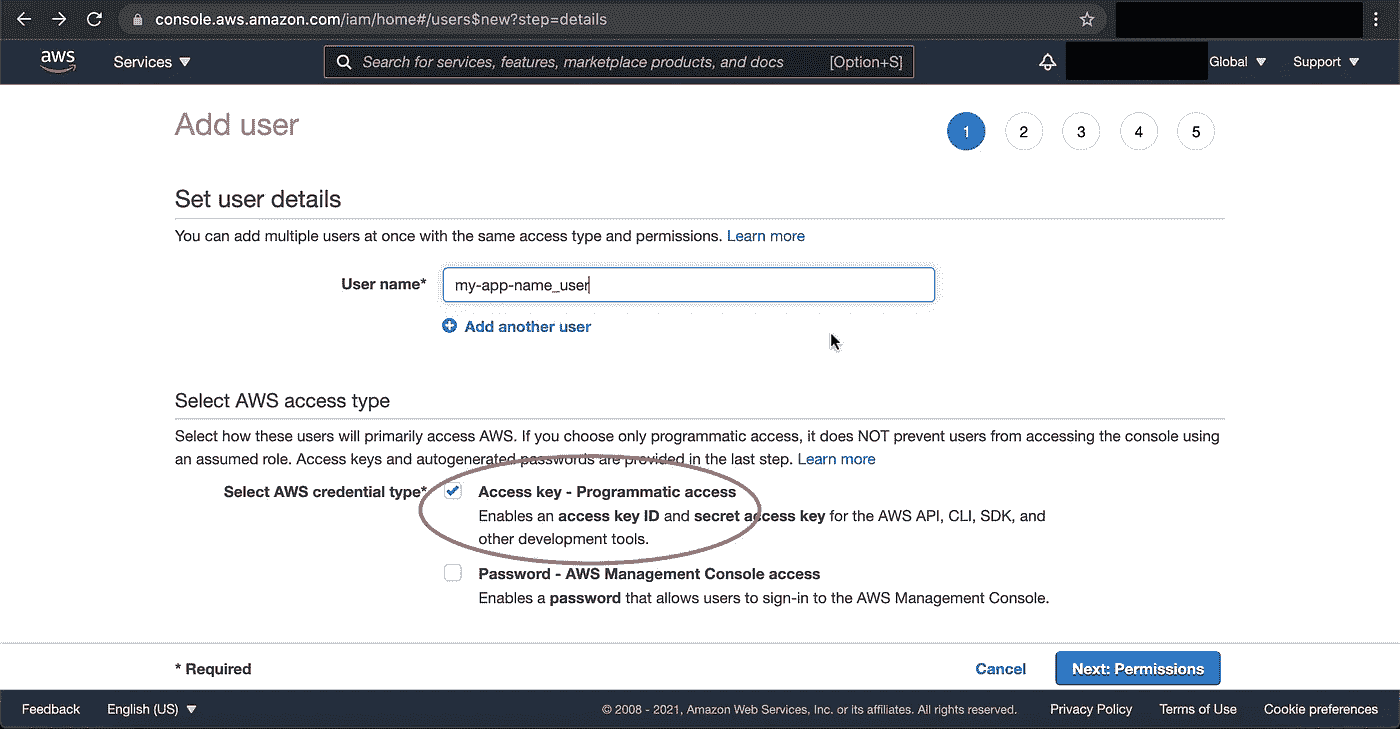 console.aws.amazon.com/iam/home#/users$new?step=details
aws
Services
Search for services, features, marketplace products, and docs [Option+S]
Global
Support
Add user
1 2 3 4 5
Set user details
You can add multiple users at once with the same access type and permissions. Learn more
User name* my-app-name_user
Add another user
Select AWS access type
Select how these users will primarily access AWS. If you choose only programmatic access, it does NOT prevent users from accessing the console using
an assumed role. Access keys and autogenerated passwords are provided in the last step. Learn more
Select AWS credential type* Access key - Programmatic access
Enables an access key ID and secret access key for the AWS API, CLI, SDK, and
other development tools.
Password - AWS Management Console access
Enables a password that allows users to sign-in to the AWS Management Console.
* Required
Cancel
Next: Permissions
Feedback
English (US)
© 2008 - 2021, Amazon Web Services, Inc. or its affiliates. All rights reserved.
Privacy Policy
Terms of Use
Cookie preferences